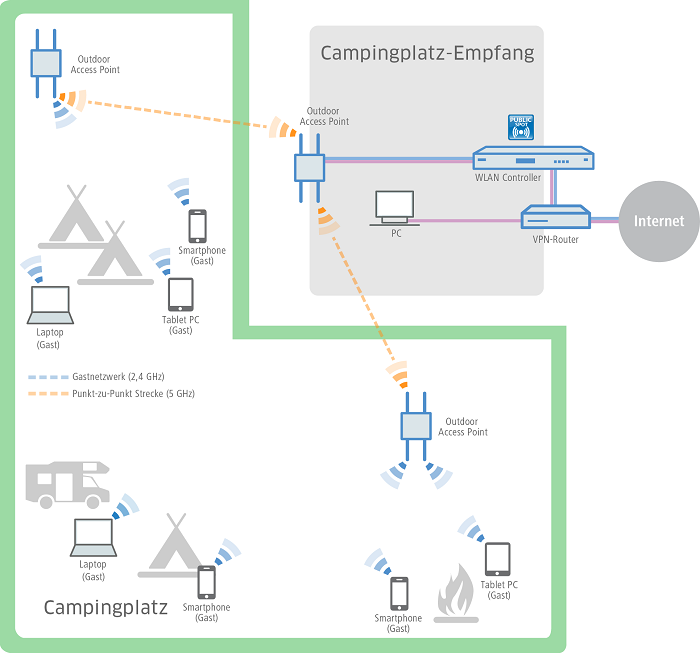 Campingplatz-Empfang
Outdoor
Access Point
Outdoor
Access Point
PUBLIC
SPOT
WLAN Controller
PC
VPN-Router
Internet
Smartphone
(Gast)
Tablet PC
(Gast)
Laptop
(Gast)
Gastnetzwerk (2,4 GHz)
Punkt-zu-Punkt Strecke (5 GHz)
Outdoor
Access Point
Laptop
(Gast)
Smartphone
(Gast)
Tablet PC
(Gast)
Smartphone
(Gast)
Campingplatz